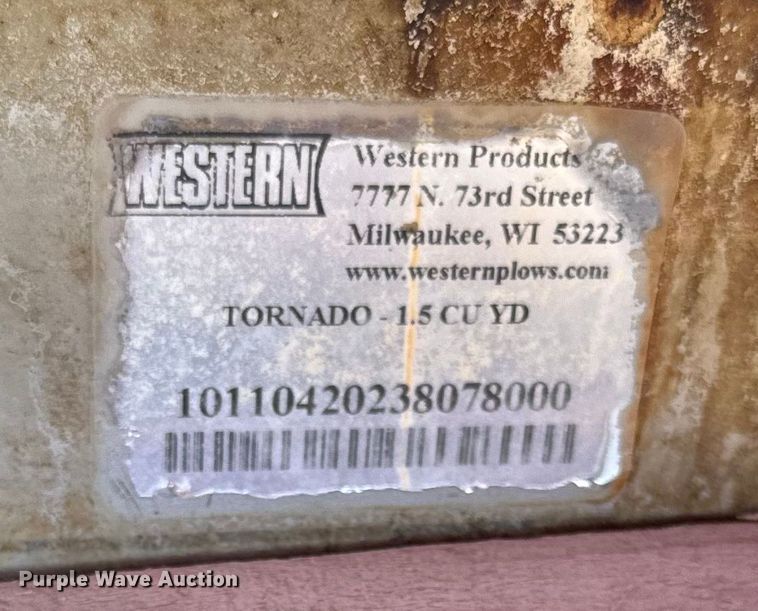 WESTERN
Western Products
7777 N. 73rd Street
Milwaukee, WI 53223
www.westernplows.com
TORNADO - 1.5 CU YD
10110420238078000
Purple Wave Auction